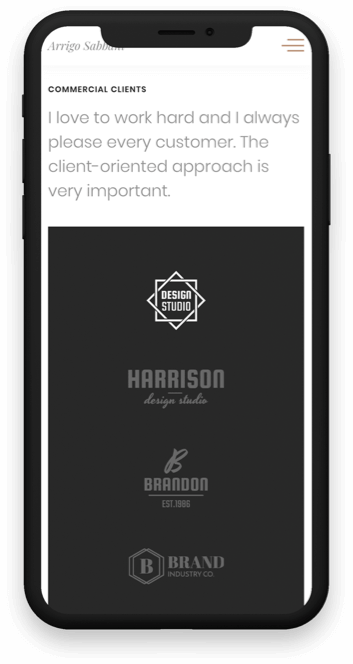 Arrigo
COMMERCIAL CLIENTS
I love to work hard and I always
please every customer. The
client-oriented approach is
very important.
DESIGN
STUDIO
HARRISON
design studio
B
BRANDON
EST.1986
B BRAND
INDUSTRY CO.